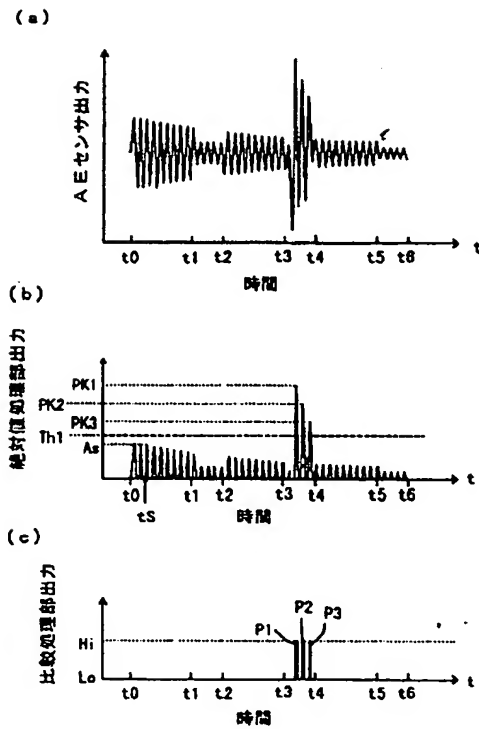 (a)
AEセンサ出力
t0 t1 t2 t3 t4 t5 t6 t
時間
(b)
絶対値処理部出力
PK1
PK2
PK3
Th1
As
t0 tS t1 t2 t3 t4 t5 t6 t
時間
(c)
比較処理部出力
P1 P2 P3
Hi
Lo
t0 t1 t2 t3 t4 t5 t6 t
時間